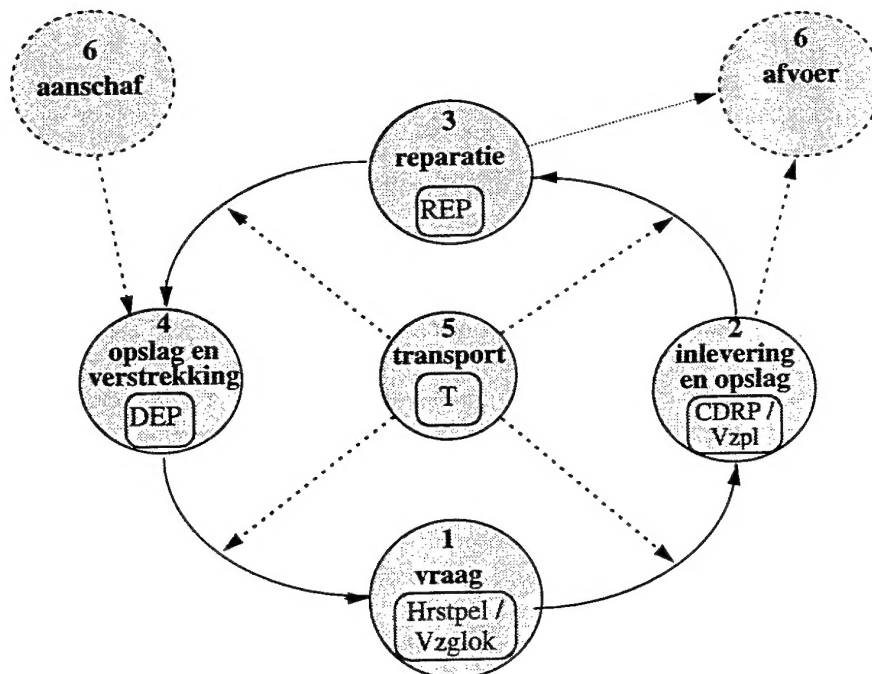 6
aanschaf
6
afvoer
3
reparatie
REP
4
opslag en
verstrekking
DEP
5
transport
T
2
inlevering
en opslag
CDRP /
Vzpl
1
vraag
Hrstpel /
Vzglok